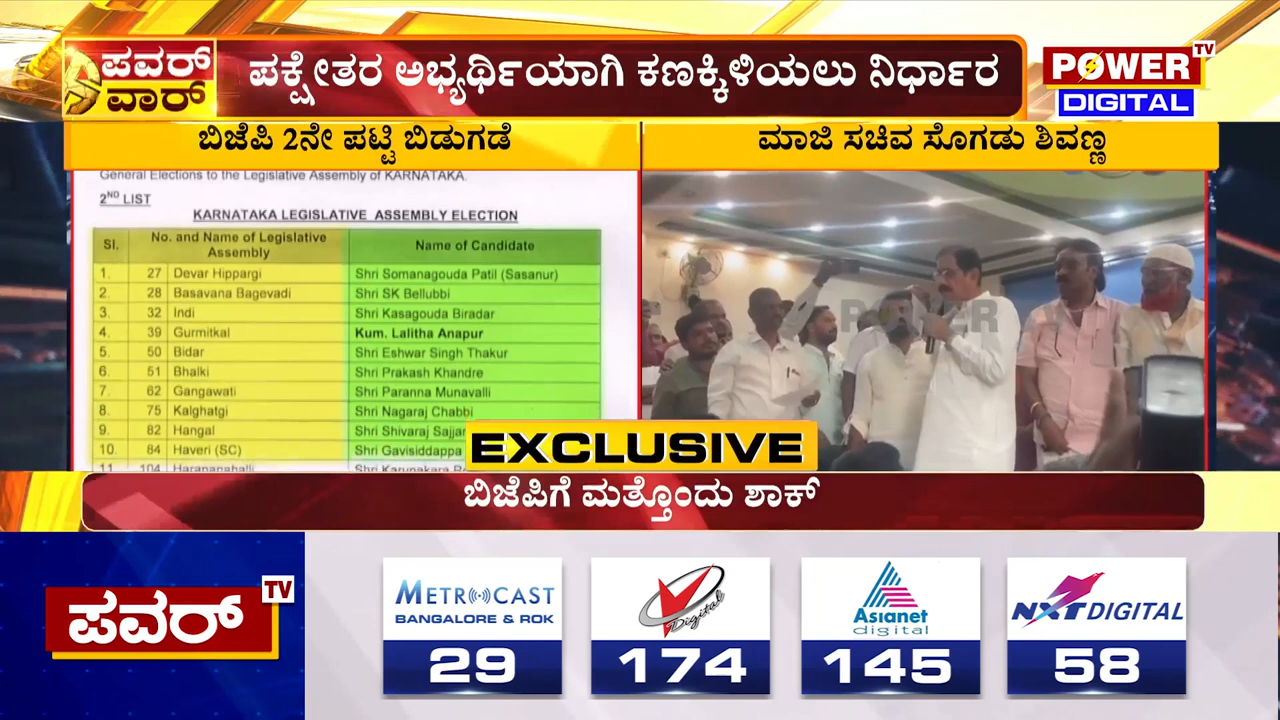 ಪವರ್
ವಾರ್
ಪಕ್ಷೇತರ ಅಭ್ಯರ್ಥಿಯಾಗಿ ಕಣಕ್ಕಿಳಿಯಲು ನಿರ್ಧಾರ
POWER TV
DIGITAL
ಬಿಜೆಪಿ 2ನೇ ಪಟ್ಟಿ ಬಿಡುಗಡೆ
ಮಾಜಿ ಸಚಿವ ಸೊಗಡು ಶಿವಣ್ಣ
General Elections to the Legislative Assembly of KARNATAKA.
2ND LIST
KARNATAKA LEGISLATIVE ASSEMBLY ELECTION
Sl. No. and Name of Legislative Assembly Name of Candidate
1. 27 Devar Hippargi Shri Somanagouda Patil (Sasanur)
2. 28 Basavana Bagevadi Shri SK Bellubbi
3. 32 Indi Shri Kasagouda Biradar
4. 39 Gurmitkal Kum. Lalitha Anapur
5. 50 Bidar Shri Eshwar Singh Thakur
6. 51 Bhalki Shri Prakash Khandre
7. 62 Gangawati Shri Paranna Munavalli
8. 75 Kalghatgi Shri Nagaraj Chabbi
9. 82 Hangal Shri Shivaraj Sajjan
10. 84 Haveri (SC) Shri Gavisiddappa
11. 104 Harapanahalli Shri Karunakara
POWER
EXCLUSIVE
ಬಿಜೆಪಿಗೆ ಮತ್ತೊಂದು ಶಾಕ್
ಪವರ್ TV
METROCAST
BANGALORE & ROK
29
V Digital
174
Asianet
digital
145
NXTDIGITAL
58